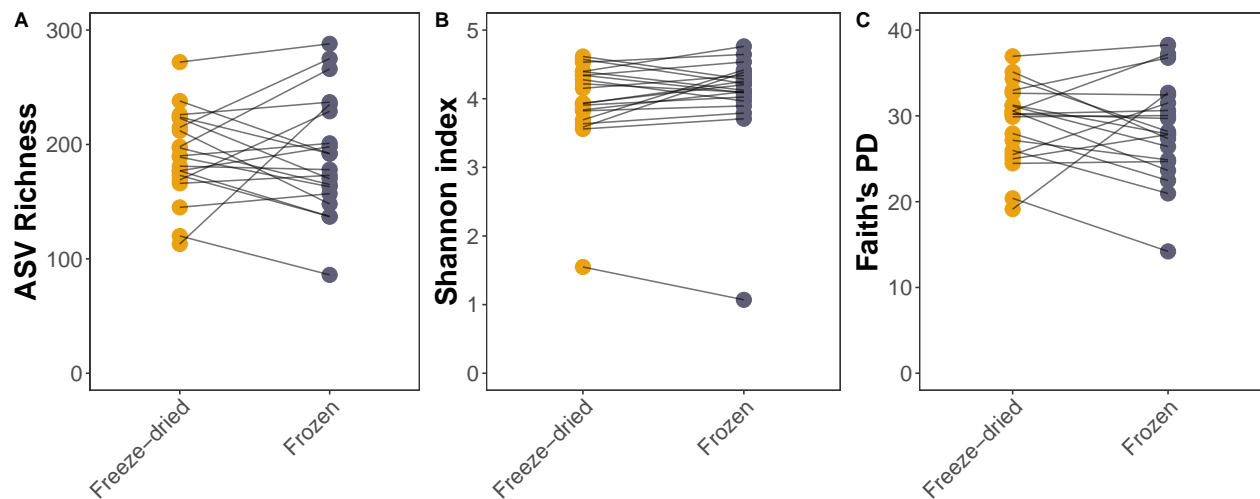 A
ASV Richness
300
200
100
0
Freeze−dried
Frozen
B
Shannon index
5
4
3
2
1
0
Freeze−dried
Frozen
C
Faith's PD
40
30
20
10
0
Freeze−dried
Frozen